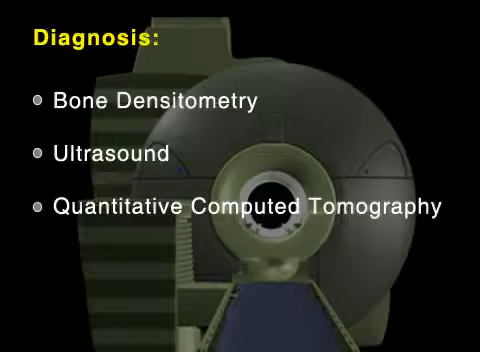 Diagnosis:
Bone Densitometry
Ultrasound
Quantitative Computed Tomography